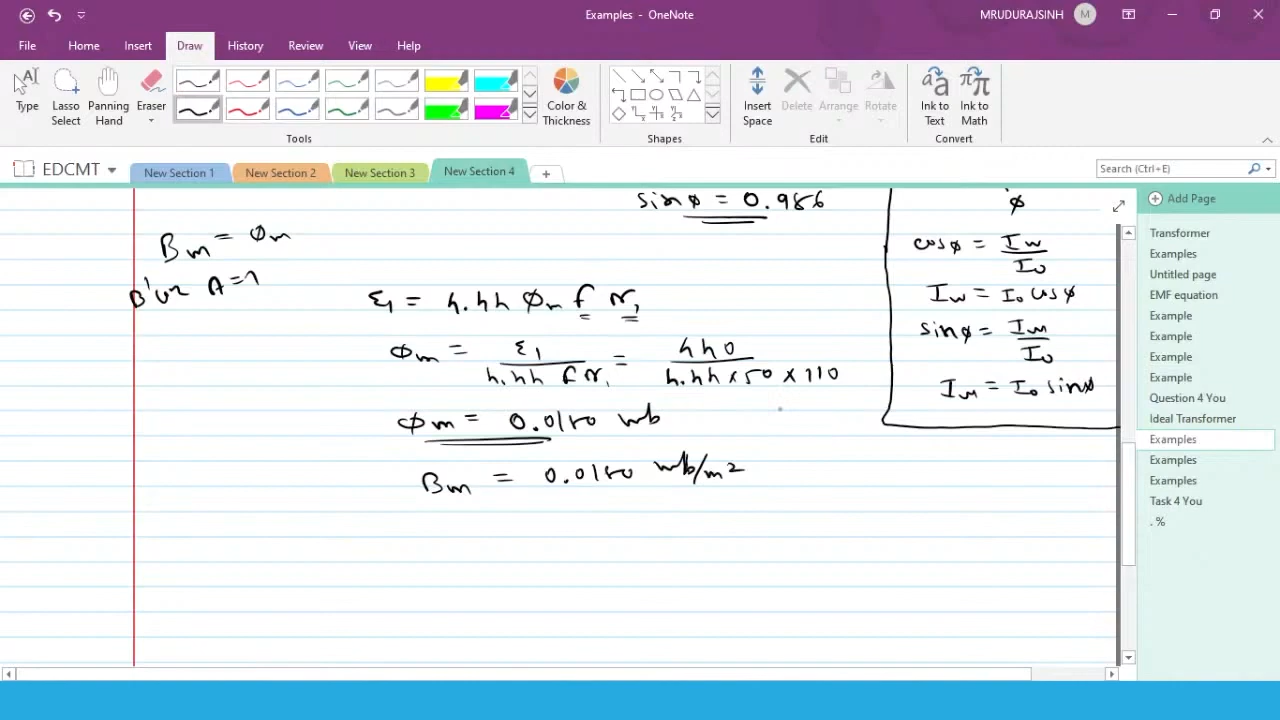 Examples - OneNote
MRUDURAJSINH M
File Home Insert Draw History Review View Help
Type
Lasso Select
Panning Hand
Eraser
Color & Thickness
Insert Space
Delete Arrange Rotate
Ink to Text
Ink to Math
Tools
Shapes
Edit
Convert
EDCMT
New Section 1
New Section 2
New Section 3
New Section 4
Search (Ctrl+E)
sin φ = 0.986
Bm = φm
A=1
E1 = 4.44 φm f N1
φm = E1 / 4.44 f N1 = 440 / 4.44 × 50 × 110
φm = 0.0180 wb
Bm = 0.0180 wb/m2
φ
cosφ = Iw / I0
Iw = I0 cosφ
sinφ = Iμ / I0
Iμ = I0 sinφ
Add Page
Transformer
Examples
Untitled page
EMF equation
Example
Example
Example
Example
Question 4 You
Ideal Transformer
Examples
Examples
Examples
Task 4 You
. %